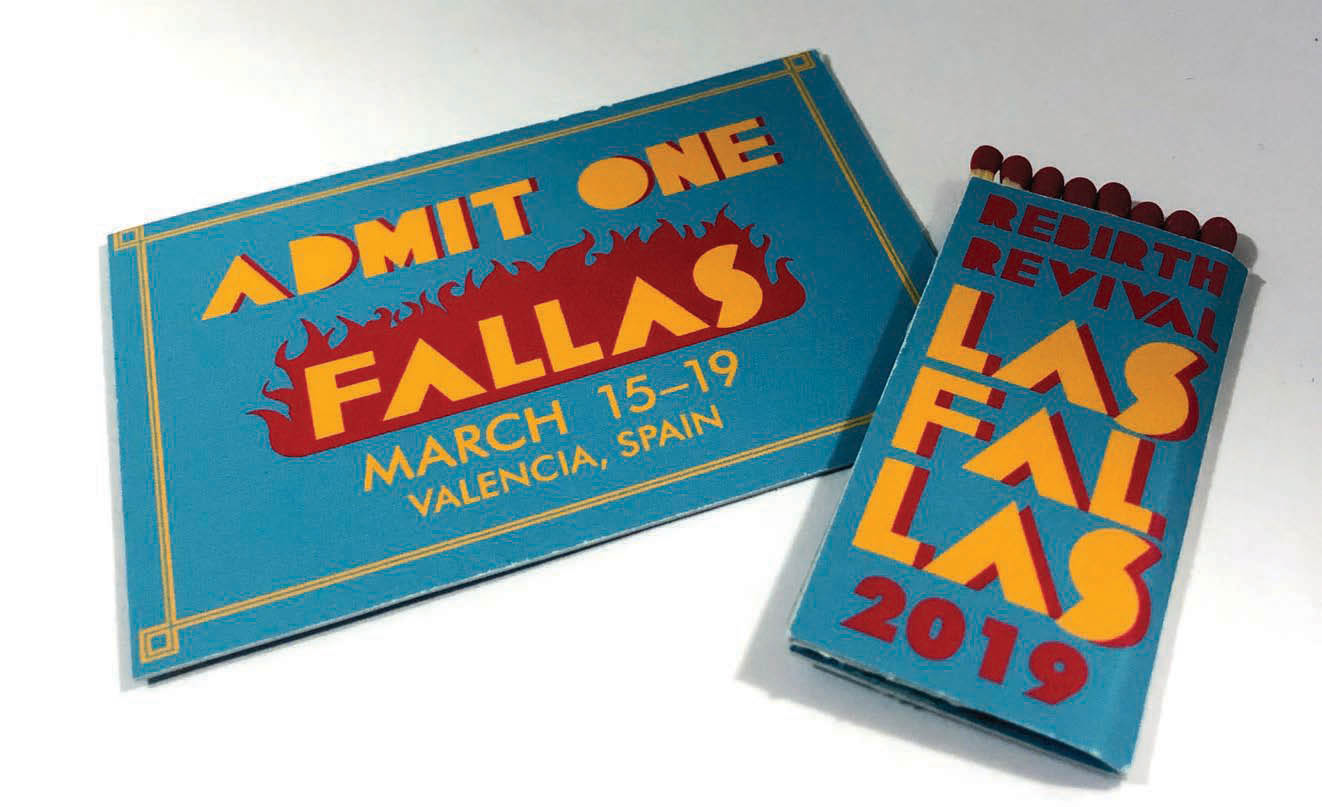 ADMIT ONE
FALLAS
MARCH 15–19
VALENCIA, SPAIN
REBIRTH
REVIVAL
LAS
FAL
LAS
2019